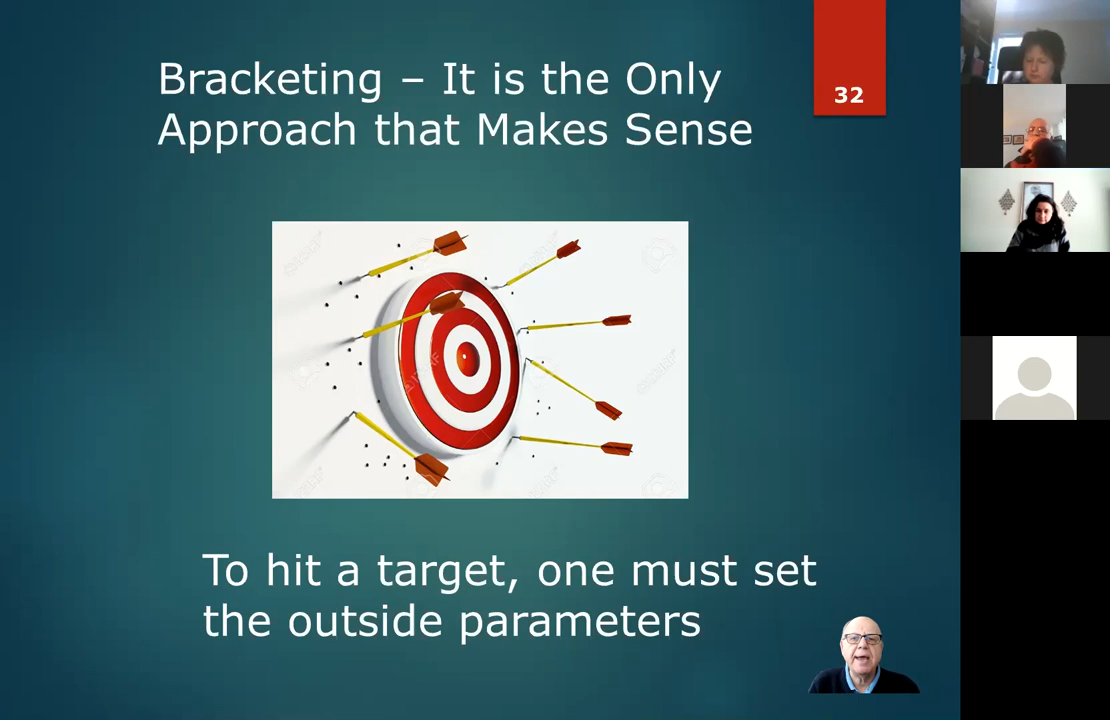 Bracketing – It is the Only
Approach that Makes Sense
32
To hit a target, one must set
the outside parameters